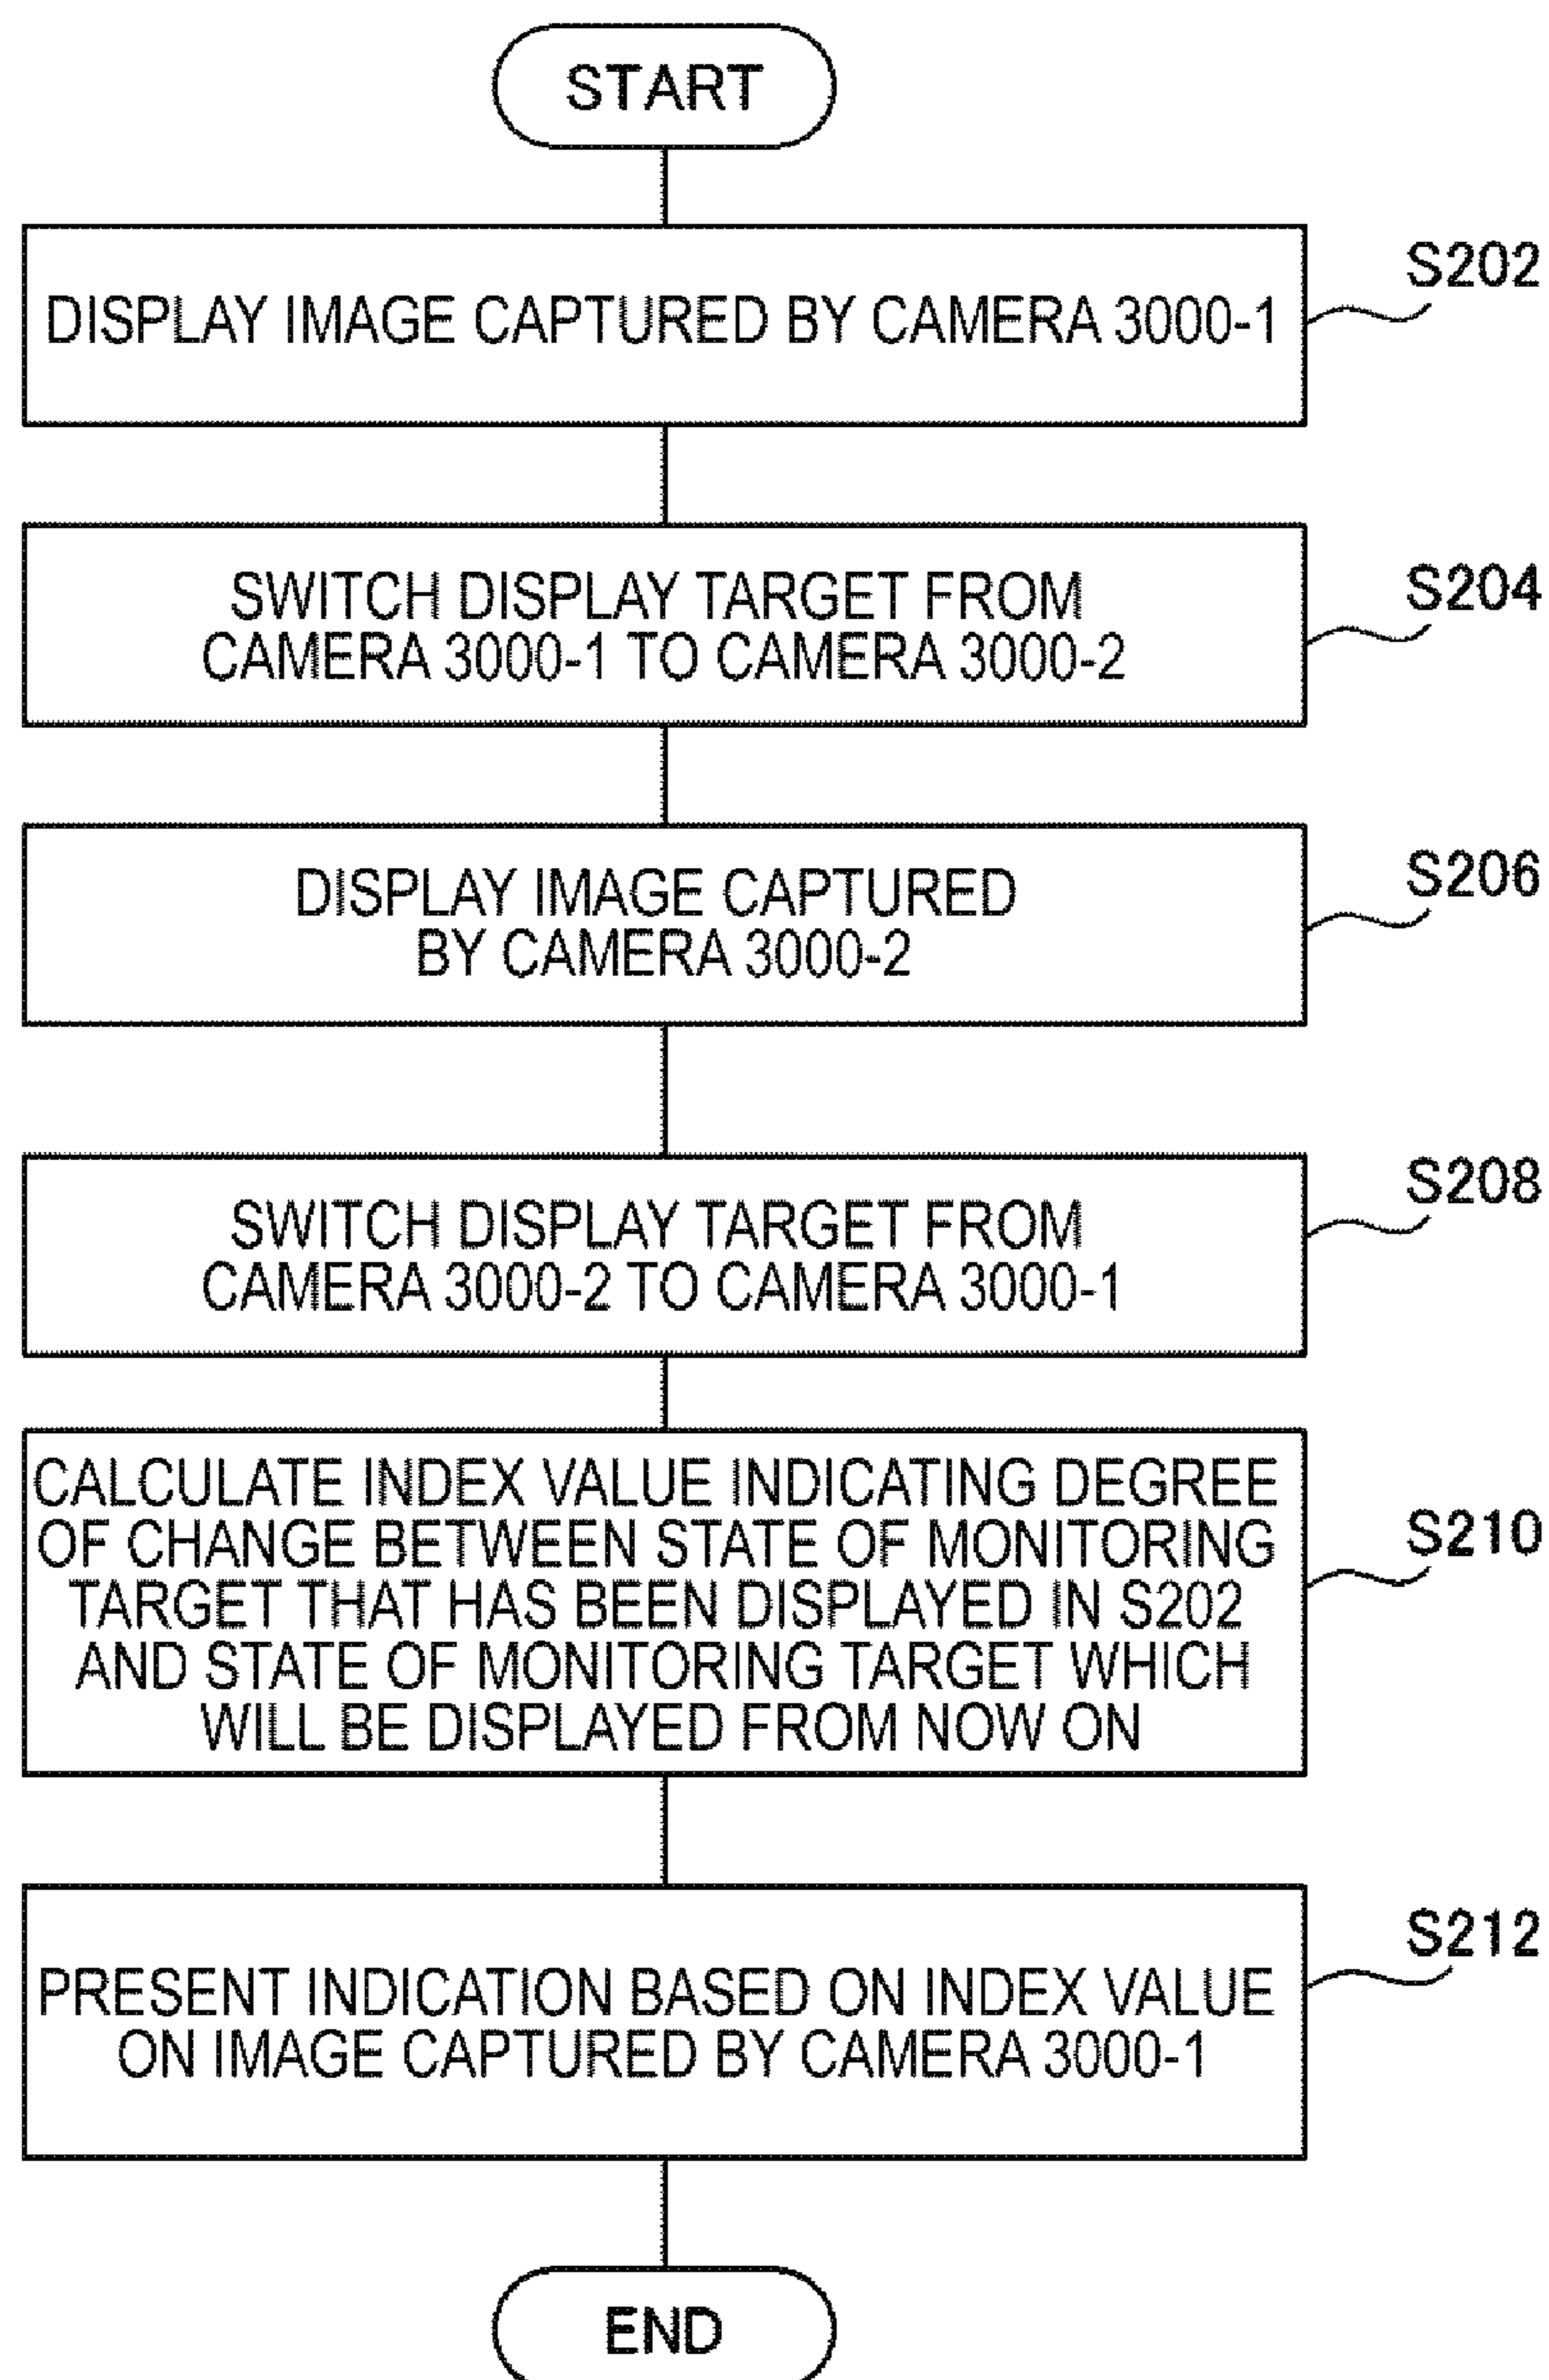 START
DISPLAY IMAGE CAPTURED BY CAMERA 3000-1
S202
SWITCH DISPLAY TARGET FROM
CAMERA 3000-1 TO CAMERA 3000-2
S204
DISPLAY IMAGE CAPTURED
BY CAMERA 3000-2
S206
SWITCH DISPLAY TARGET FROM
CAMERA 3000-2 TO CAMERA 3000-1
S208
CALCULATE INDEX VALUE INDICATING DEGREE
OF CHANGE BETWEEN STATE OF MONITORING
TARGET THAT HAS BEEN DISPLAYED IN S202
AND STATE OF MONITORING TARGET WHICH
WILL BE DISPLAYED FROM NOW ON
S210
PRESENT INDICATION BASED ON INDEX VALUE
ON IMAGE CAPTURED BY CAMERA 3000-1
S212
END